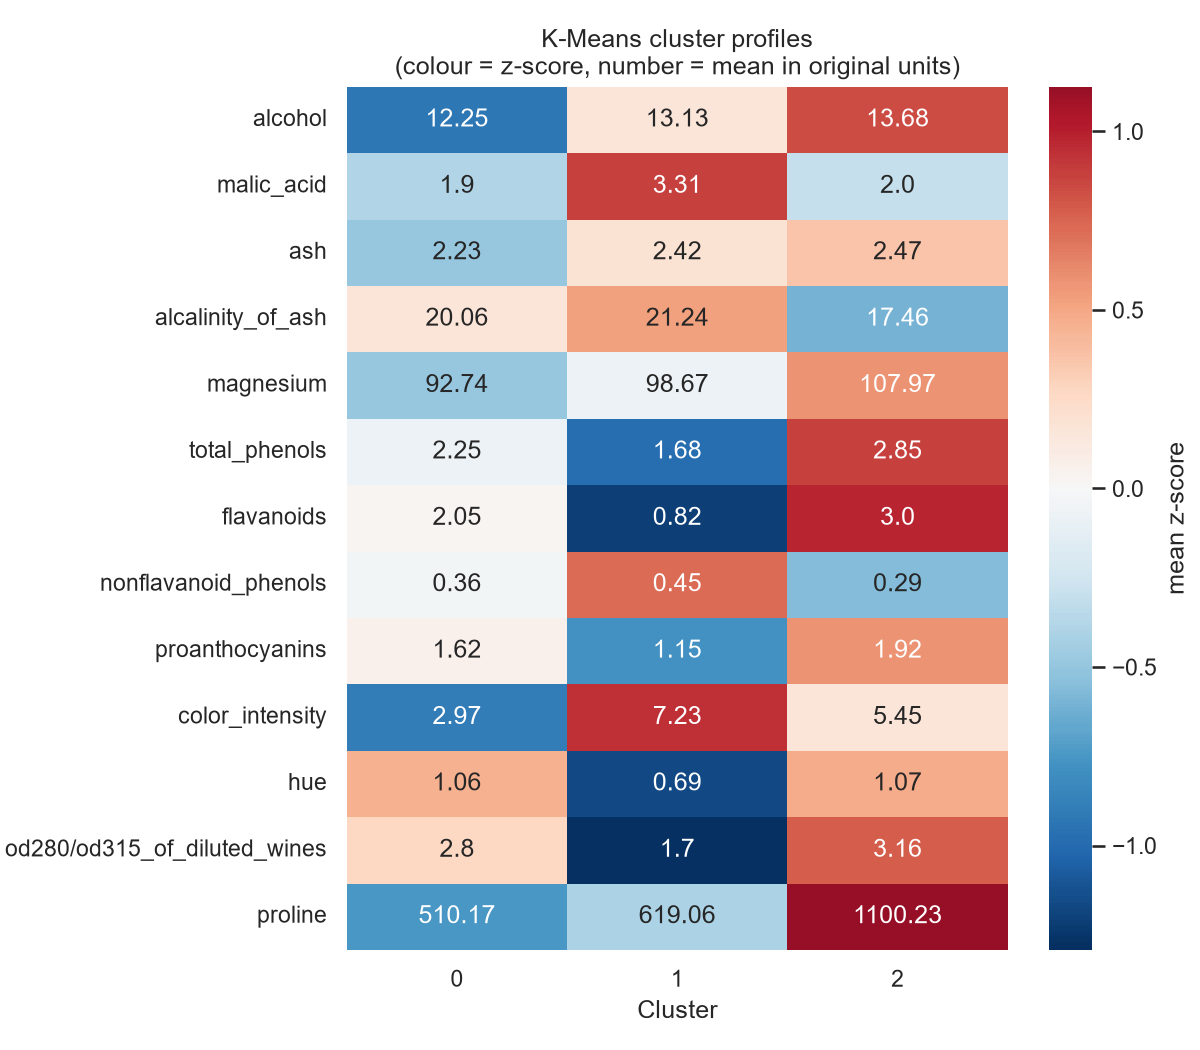 K-Means cluster profiles
(colour = z-score, number = mean in original units)
alcohol 12.25 13.13 13.68
malic_acid 1.9 3.31 2.0
ash 2.23 2.42 2.47
alcalinity_of_ash 20.06 21.24 17.46
magnesium 92.74 98.67 107.97
total_phenols 2.25 1.68 2.85
flavanoids 2.05 0.82 3.0
nonflavanoid_phenols 0.36 0.45 0.29
proanthocyanins 1.62 1.15 1.92
color_intensity 2.97 7.23 5.45
hue 1.06 0.69 1.07
od280/od315_of_diluted_wines 2.8 1.7 3.16
proline 510.17 619.06 1100.23
0 1 2
Cluster
1.0
0.5
0.0
−0.5
−1.0
mean z-score